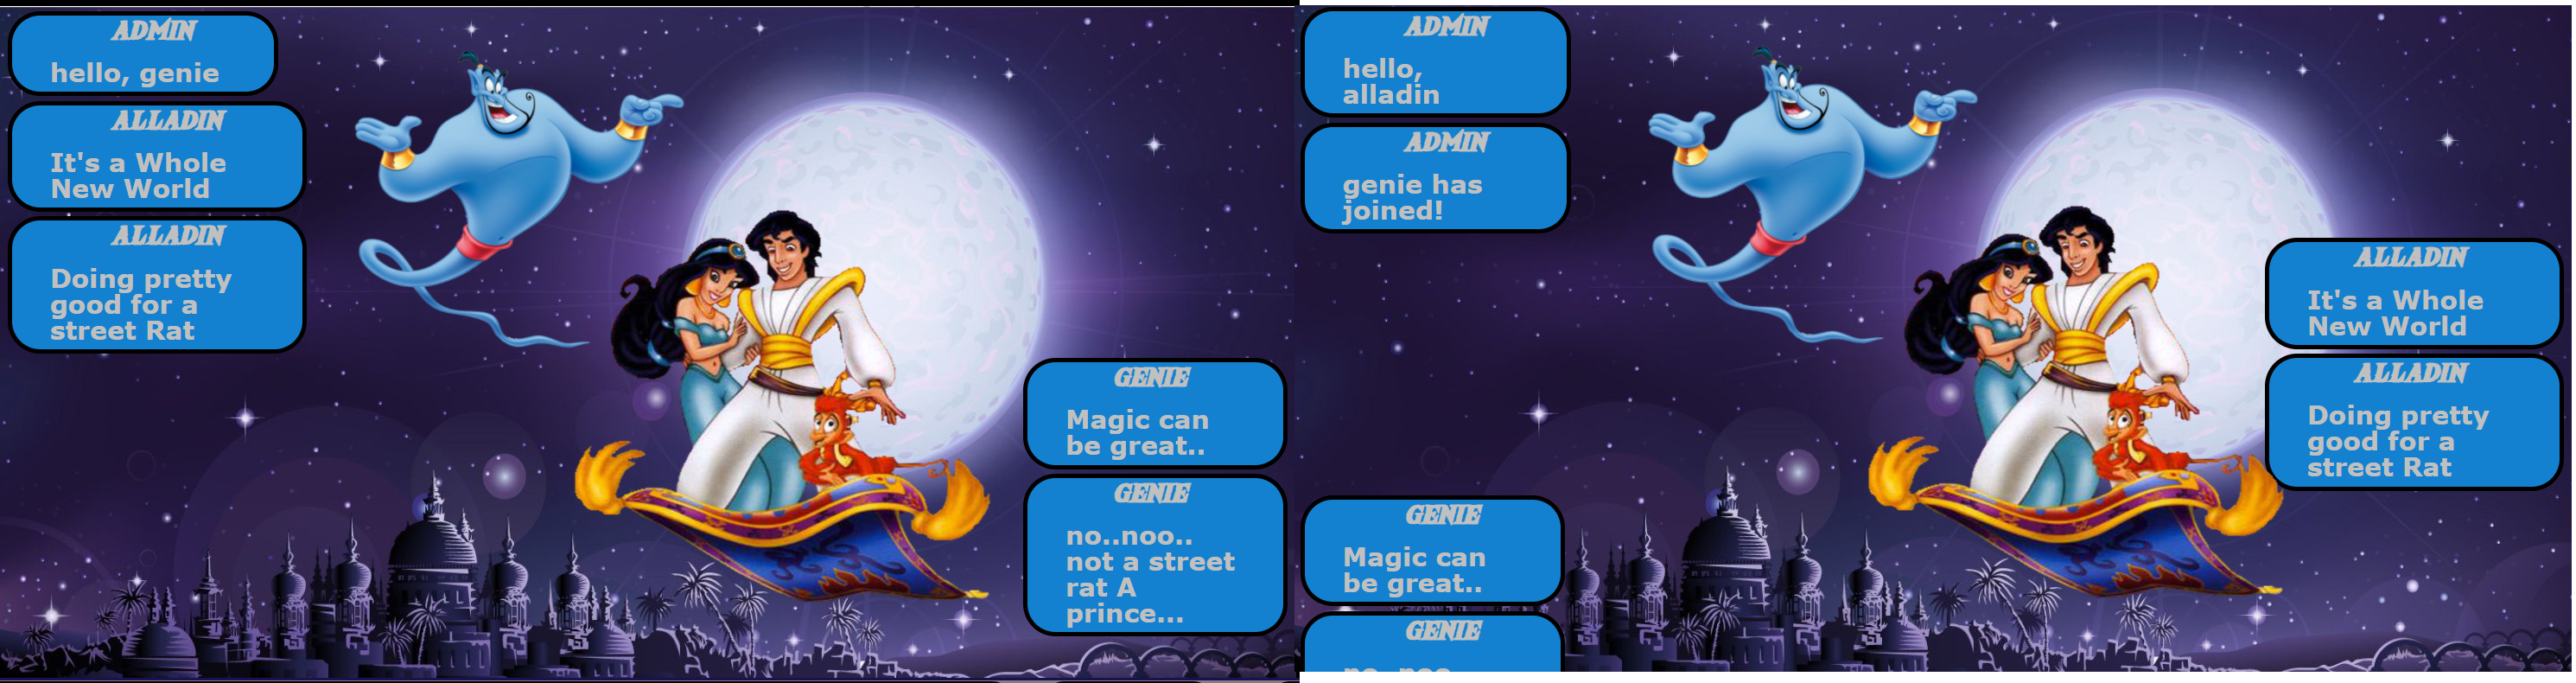 ADMIN
hello, genie
ALLADIN
It's a Whole
New World
ALLADIN
Doing pretty
good for a
street Rat
GENIE
Magic can
be great..
GENIE
no..noo..
not a street
rat A
prince...
ADMIN
hello,
alladin
ADMIN
genie has
joined!
ALLADIN
It's a Whole
New World
ALLADIN
Doing pretty
good for a
street Rat
GENIE
Magic can
be great..
GENIE